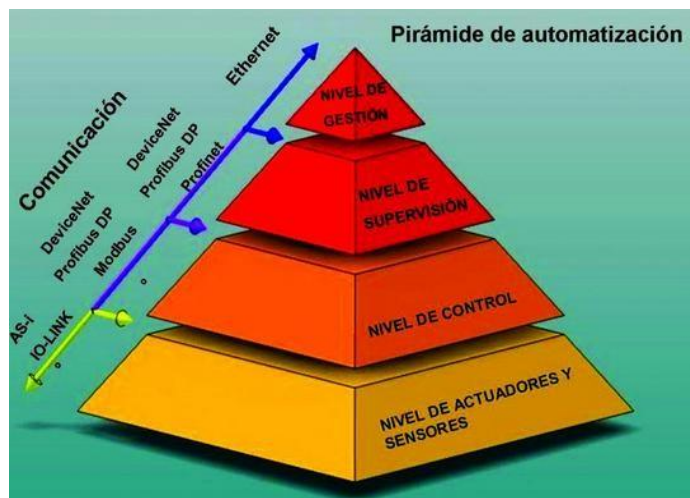 Pirámide de automatización
Comunicación
Ethernet
DeviceNet
Profibus DP
Profinet
DeviceNet
Profibus DP
Modbus
AS-i
IO-LINK
NIVEL DE
GESTIÓN
NIVEL DE
SUPERVISIÓN
NIVEL DE CONTROL
NIVEL DE ACTUADORES Y
SENSORES